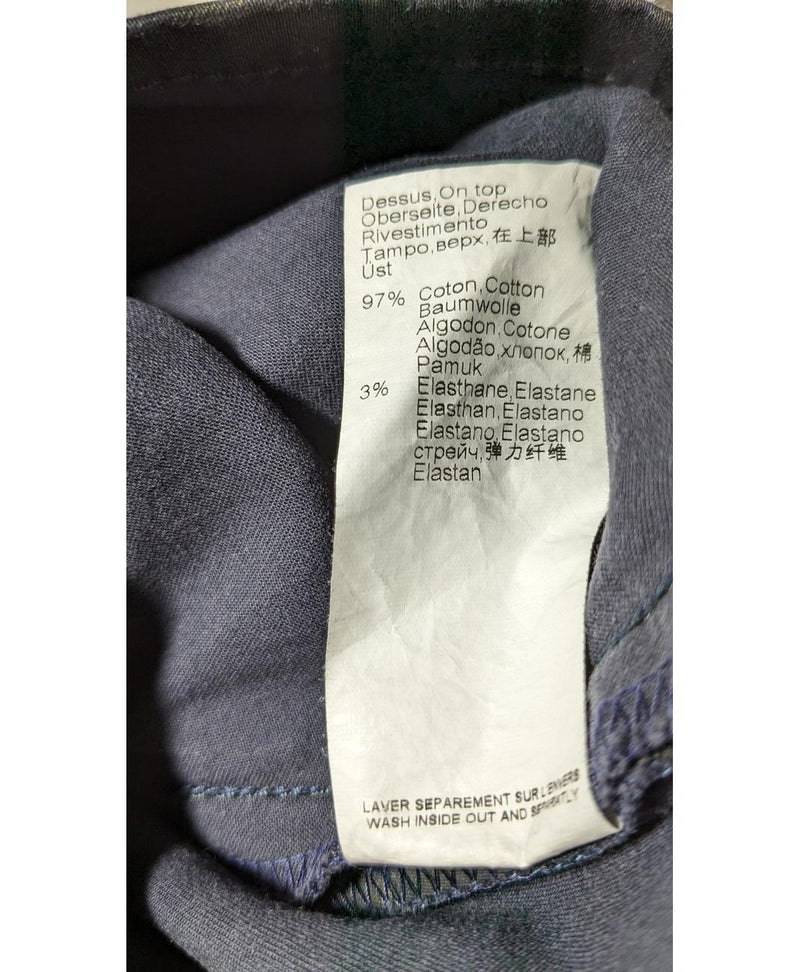 Dessus,On top
Oberseite,Derecho
Rivestimento
Tampo,верх,在上部
Üst
97% Coton,Cotton
Baumwolle
Algodon,Cotone
Algodão,хлопок,棉
Pamuk
3% Elasthane,Elastane
Elasthan,Elastano
Elastano,Elastano
стрейч,弹力纤维
Elastan
LAVER SEPAREMENT SUR L'ENVERS
WASH INSIDE OUT AND SEPARATLY